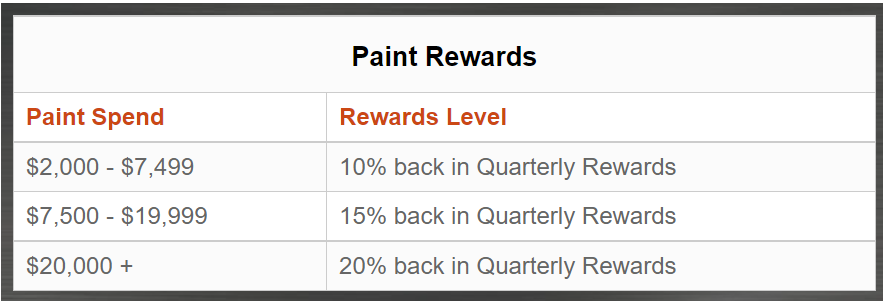 Paint Rewards
Paint Spend Rewards Level
$2,000 - $7,499 10% back in Quarterly Rewards
$7,500 - $19,999 15% back in Quarterly Rewards
$20,000 + 20% back in Quarterly Rewards